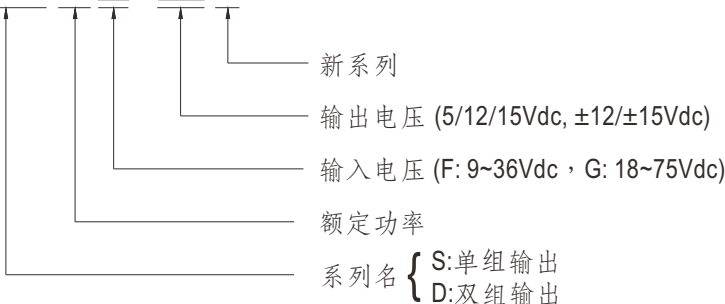 新系列
输出电压 (5/12/15Vdc, ±12/±15Vdc)
输入电压 (F: 9~36Vdc，G: 18~75Vdc)
额定功率
系列名 { S:单组输出
D:双组输出